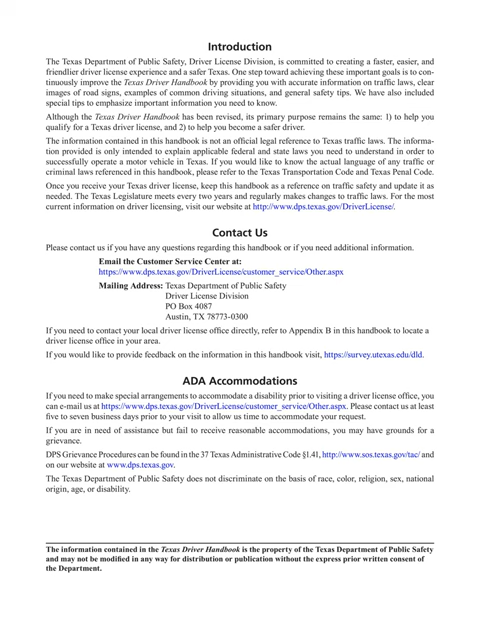 Introduction
The Texas Department of Public Safety, Driver License Division, is committed to creating a faster, easier, and
friendlier driver license experience and a safer Texas. One step toward achieving these important goals is to con-
tinuously improve the Texas Driver Handbook by providing you with accurate information on traffic laws, clear
images of road signs, examples of common driving situations, and general safety tips. We have also included
special tips to emphasize important information you need to know.
Although the Texas Driver Handbook has been revised, its primary purpose remains the same: 1) to help you
qualify for a Texas driver license, and 2) to help you become a safer driver.
The information contained in this handbook is not an official legal reference to Texas traffic laws. The informa-
tion provided is only intended to explain applicable federal and state laws you need to understand in order to
successfully operate a motor vehicle in Texas. If you would like to know the actual language of any traffic or
criminal laws referenced in this handbook, please refer to the Texas Transportation Code and Texas Penal Code.
Once you receive your Texas driver license, keep this handbook as a reference on traffic safety and update it as
needed. The Texas Legislature meets every two years and regularly makes changes to traffic laws. For the most
current information on driver licensing, visit our website at http://www.dps.texas.gov/DriverLicense/.
Contact Us
Please contact us if you have any questions regarding this handbook or if you need additional information.
Email the Customer Service Center at:
https://www.dps.texas.gov/DriverLicense/customer_service/Other.aspx
Mailing Address: Texas Department of Public Safety
Driver License Division
PO Box 4087
Austin, TX 78773-0300
If you need to contact your local driver license office directly, refer to Appendix B in this handbook to locate a
driver license office in your area.
If you would like to provide feedback on the information in this handbook visit, https://survey.utexas.edu/dld.
ADA Accommodations
If you need to make special arrangements to accommodate a disability prior to visiting a driver license office, you
can e-mail us at https://www.dps.texas.gov/DriverLicense/customer_service/Other.aspx. Please contact us at least
five to seven business days prior to your visit to allow us time to accommodate your request.
If you are in need of assistance but fail to receive reasonable accommodations, you may have grounds for a
grievance.
DPS Grievance Procedures can be found in the 37 Texas Administrative Code §1.41, http://www.sos.texas.gov/tac/ and
on our website at www.dps.texas.gov.
The Texas Department of Public Safety does not discriminate on the basis of race, color, religion, sex, national
origin, age, or disability.
The information contained in the Texas Driver Handbook is the property of the Texas Department of Public Safety
and may not be modified in any way for distribution or publication without the express prior written consent of
the Department.